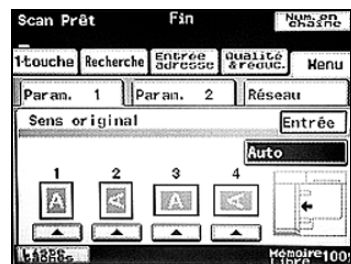 Scan Prêt Fin Num.en chaîne
1-touche Recherche Entrée adresse Qualité &réduc. Menu
Param. 1 Param. 2 Réseau
Sens original Entrée
Auto
1 2 3 4
A A A A
Mémoire 100%
Libre